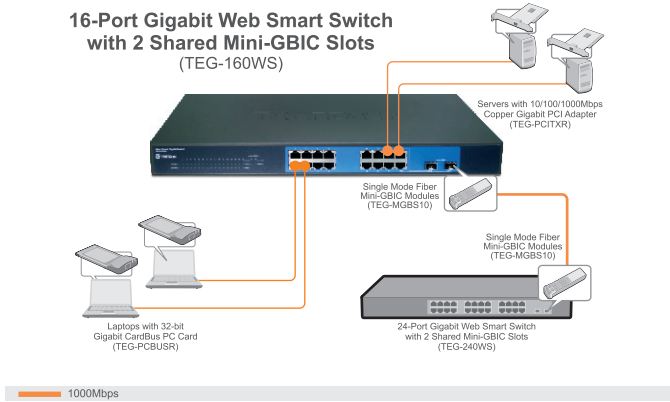 16-Port Gigabit Web Smart Switch
with 2 Shared Mini-GBIC Slots
(TEG-160WS)
Servers with 10/100/1000Mbps
Copper Gigabit PCI Adapter
(TEG-PCITXR)
Single Mode Fiber
Mini-GBIC Modules
(TEG-MGBS10)
Single Mode Fiber
Mini-GBIC Modules
(TEG-MGBS10)
Laptops with 32-bit
Gigabit CardBus PC Card
(TEG-PCBUSR)
24-Port Gigabit Web Smart Switch
with 2 Shared Mini-GBIC Slots
(TEG-240WS)
1000Mbps